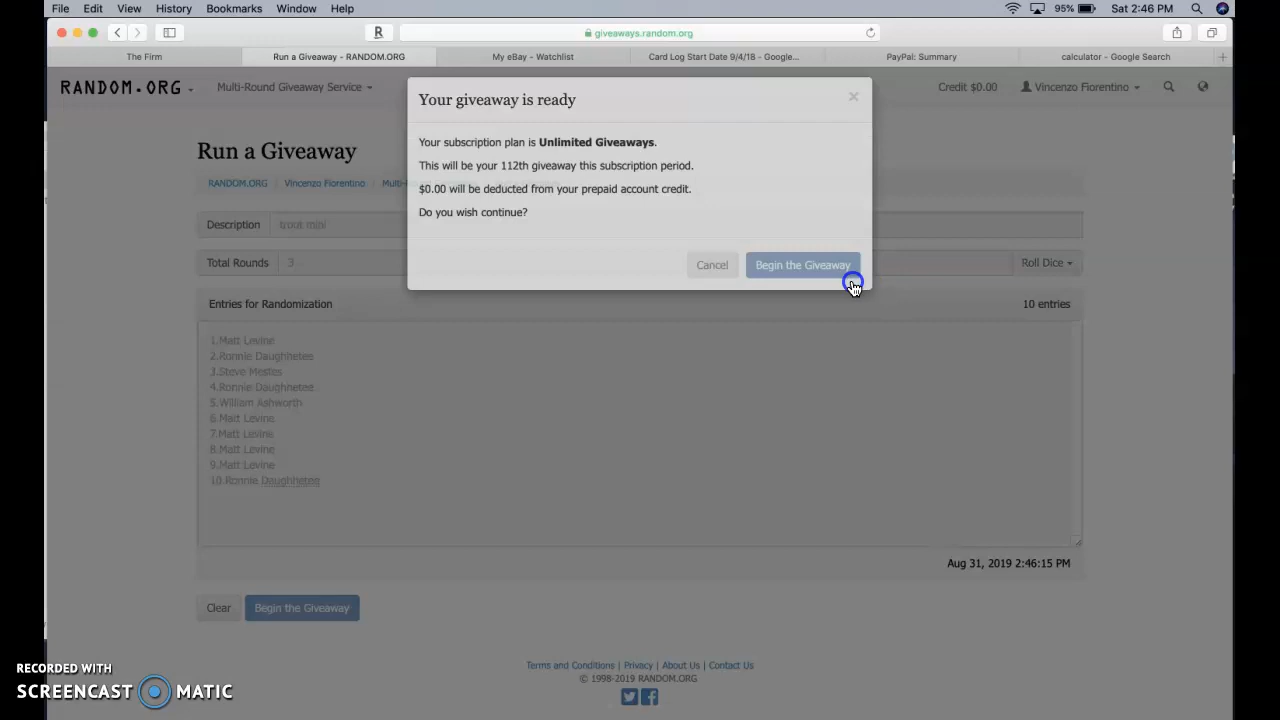 File Edit View History Bookmarks Window Help 95% Sat 2:46 PM
R giveaways.random.org
The Firm Run a Giveaway - RANDOM.ORG My eBay - Watchlist Card Log Start Date 9/4/18 - Google... PayPal: Summary calculator - Google Search
RANDOM.ORG Multi-Round Giveaway Service Credit $0.00 Vincenzo Fiorentino
Your giveaway is ready
Your subscription plan is Unlimited Giveaways.
This will be your 112th giveaway this subscription period.
$0.00 will be deducted from your prepaid account credit.
Do you wish continue?
Cancel Begin the Giveaway
Run a Giveaway
RANDOM.ORG Vincenzo Fiorentino
Description trout mini
Total Rounds 3 Roll Dice
Entries for Randomization 10 entries
1.Matt Levine
2.Ronnie Daughhetee
3.Steve Mesles
4.Ronnie Daughhetee
5.William Ashworth
6.Matt Levine
7.Matt Levine
8.Matt Levine
9.Matt Levine
10.Ronnie Daughhetee
Aug 31, 2019 2:46:15 PM
Clear Begin the Giveaway
Terms and Conditions | Privacy | About Us | Contact Us
© 1998-2019 RANDOM.ORG
RECORDED WITH
SCREENCAST MATIC